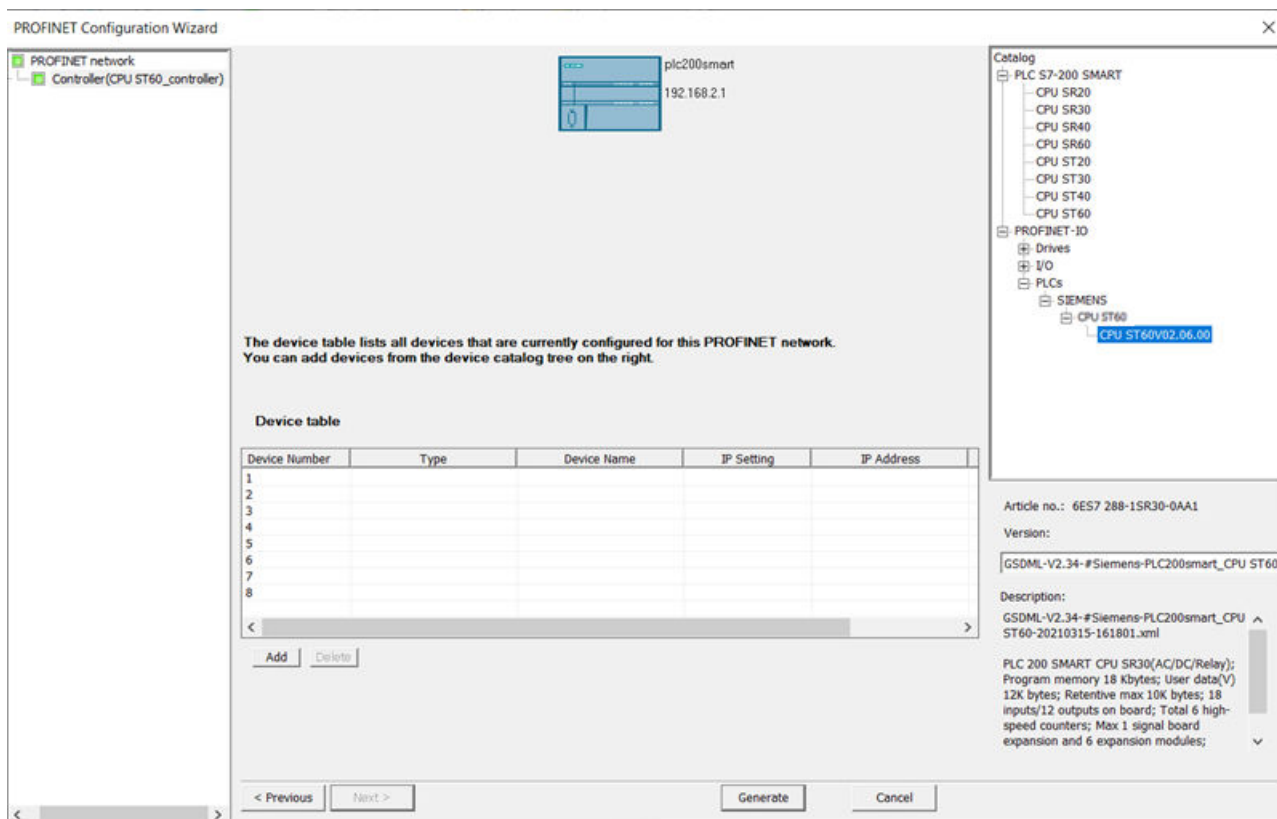 PROFINET Configuration Wizard
PROFINET network
Controller(CPU ST60_controller)
plc200smart
192.168.2.1
The device table lists all devices that are currently configured for this PROFINET network.
You can add devices from the device catalog tree on the right.
Device table
Device Number Type Device Name IP Setting IP Address
1
2
3
4
5
6
7
8
Add Delete
< Previous Next > Generate Cancel
Catalog
PLC S7-200 SMART
CPU SR20
CPU SR30
CPU SR40
CPU SR60
CPU ST20
CPU ST30
CPU ST40
CPU ST60
PROFINET-IO
Drives
I/O
PLCs
SIEMENS
CPU ST60
CPU ST60V02.06.00
Article no.: 6ES7 288-1SR30-0AA1
Version:
GSDML-V2.34-#Siemens-PLC200smart_CPU ST60
Description:
GSDML-V2.34-#Siemens-PLC200smart_CPU
ST60-20210315-161801.xml
PLC 200 SMART CPU SR30(AC/DC/Relay);
Program memory 18 Kbytes; User data(V)
12K bytes; Retentive max 10K bytes; 18
inputs/12 outputs on board; Total 6 high-
speed counters; Max 1 signal board
expansion and 6 expansion modules;